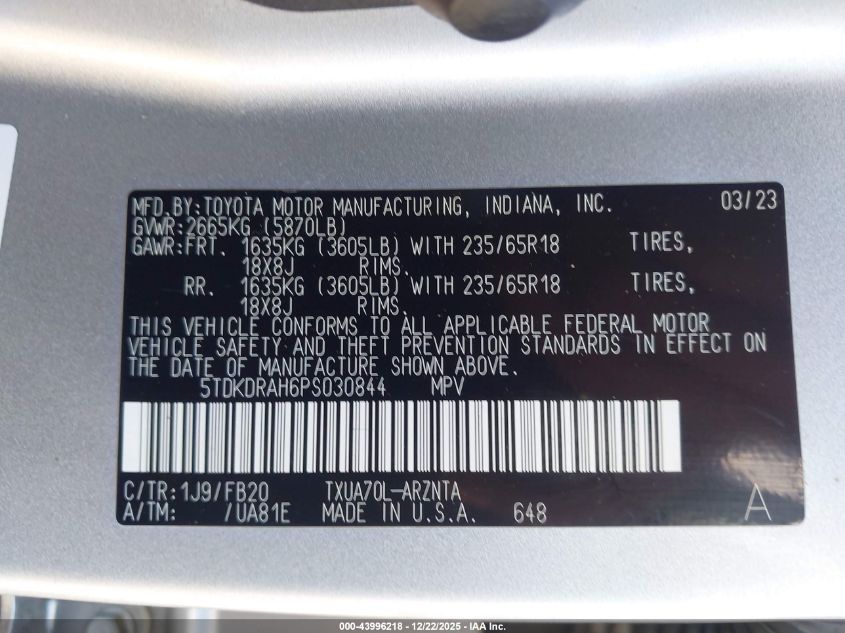 MFD.BY:TOYOTA MOTOR MANUFACTURING, INDIANA, INC. 03/23
GVWR:2665KG (5870LB)
GAWR:FRT. 1635KG (3605LB) WITH 235/65R18 TIRES,
18X8J RIMS.
RR. 1635KG (3605LB) WITH 235/65R18 TIRES,
18X8J RIMS.
THIS VEHICLE CONFORMS TO ALL APPLICABLE FEDERAL MOTOR
VEHICLE SAFETY AND THEFT PREVENTION STANDARDS IN EFFECT ON
THE DATE OF MANUFACTURE SHOWN ABOVE.
5TDKDRAH6PS030844 MPV
C/TR:1J9/FB20 TXUA70L-ARZNTA
A/TM: /UA81E MADE IN U.S.A. 648 A
000-43996218 - 12/22/2025 - IAA Inc.